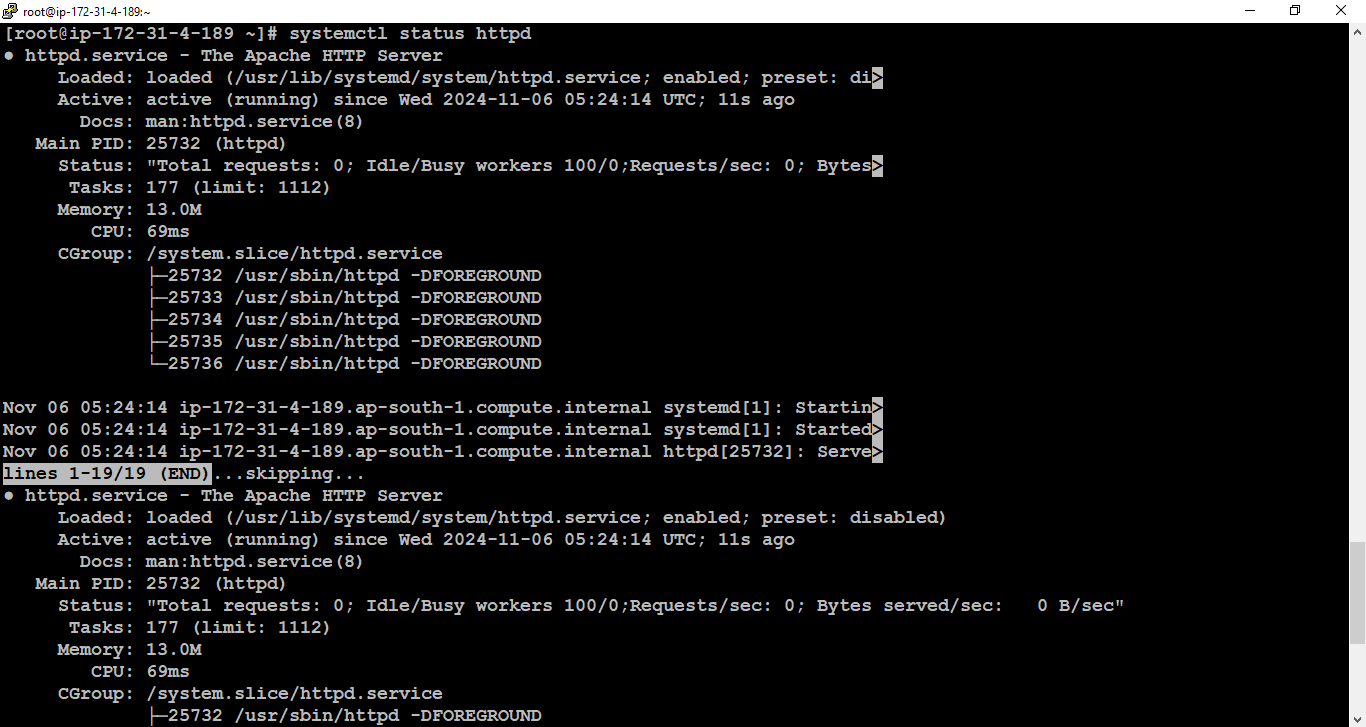 root@ip-172-31-4-189:~
[root@ip-172-31-4-189 ~]# systemctl status httpd
● httpd.service - The Apache HTTP Server
     Loaded: loaded (/usr/lib/systemd/system/httpd.service; enabled; preset: di>
     Active: active (running) since Wed 2024-11-06 05:24:14 UTC; 11s ago
       Docs: man:httpd.service(8)
   Main PID: 25732 (httpd)
     Status: "Total requests: 0; Idle/Busy workers 100/0;Requests/sec: 0; Bytes>
      Tasks: 177 (limit: 1112)
     Memory: 13.0M
        CPU: 69ms
     CGroup: /system.slice/httpd.service
             ├─25732 /usr/sbin/httpd -DFOREGROUND
             ├─25733 /usr/sbin/httpd -DFOREGROUND
             ├─25734 /usr/sbin/httpd -DFOREGROUND
             ├─25735 /usr/sbin/httpd -DFOREGROUND
             └─25736 /usr/sbin/httpd -DFOREGROUND
Nov 06 05:24:14 ip-172-31-4-189.ap-south-1.compute.internal systemd[1]: Startin>
Nov 06 05:24:14 ip-172-31-4-189.ap-south-1.compute.internal systemd[1]: Started>
Nov 06 05:24:14 ip-172-31-4-189.ap-south-1.compute.internal httpd[25732]: Serve>
lines 1-19/19 (END)...skipping...
● httpd.service - The Apache HTTP Server
     Loaded: loaded (/usr/lib/systemd/system/httpd.service; enabled; preset: disabled)
     Active: active (running) since Wed 2024-11-06 05:24:14 UTC; 11s ago
       Docs: man:httpd.service(8)
   Main PID: 25732 (httpd)
     Status: "Total requests: 0; Idle/Busy workers 100/0;Requests/sec: 0; Bytes served/sec:   0 B/sec"
      Tasks: 177 (limit: 1112)
     Memory: 13.0M
        CPU: 69ms
     CGroup: /system.slice/httpd.service
             ├─25732 /usr/sbin/httpd -DFOREGROUND